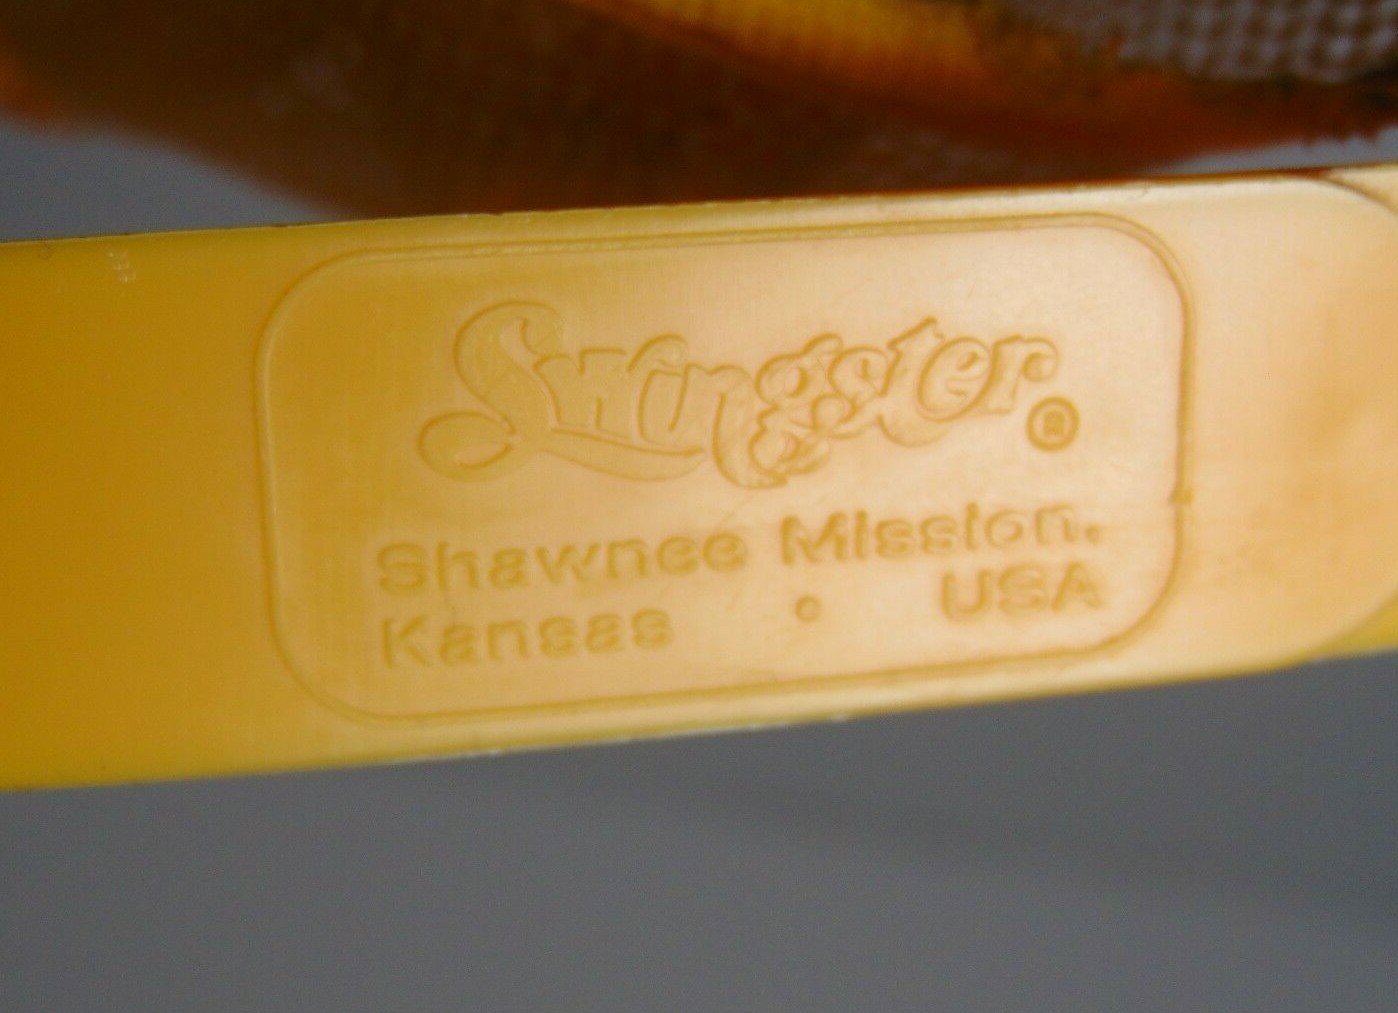 Swingster ®
Shawnee Mission,
Kansas • USA